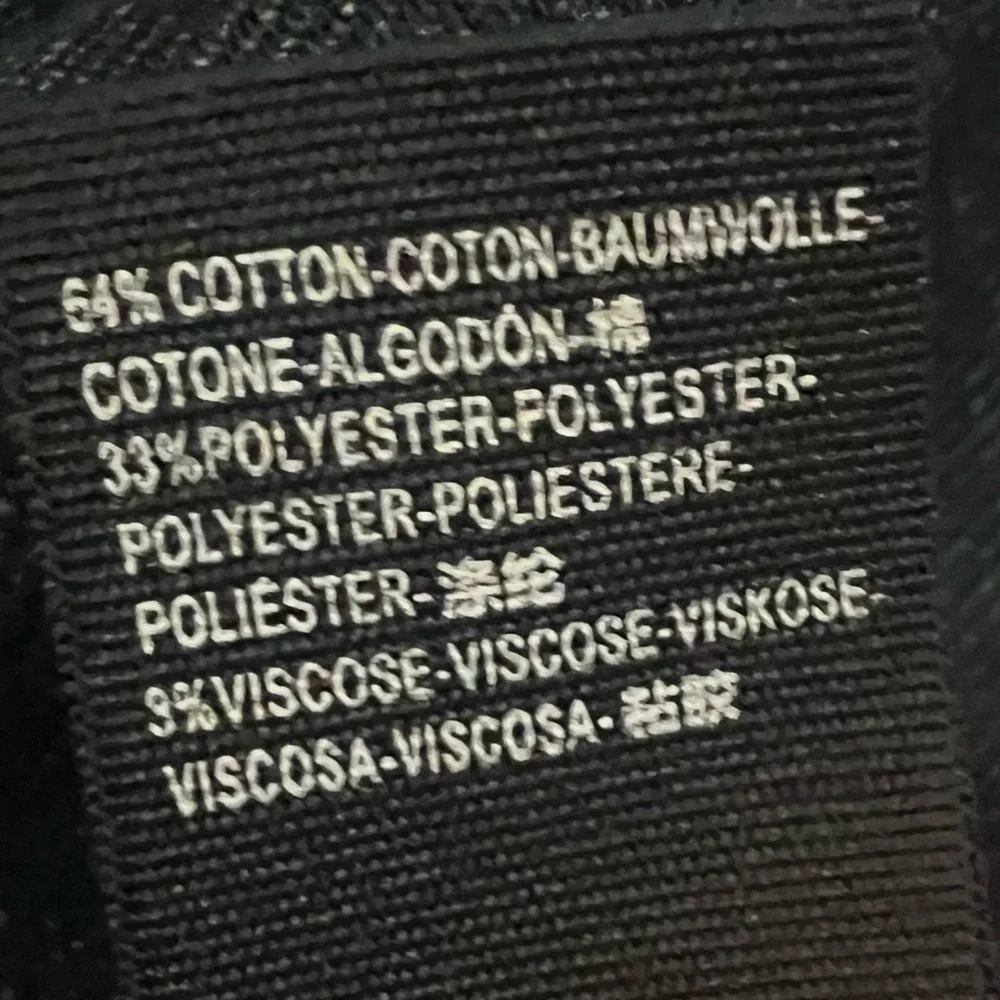 64% COTTON-COTON-BAUMWOLLE-
COTONE-ALGODÓN-棉
33%POLYESTER-POLYESTER-
POLYESTER-POLIESTERE-
POLIÉSTER-涤纶
3%VISCOSE-VISCOSE-VISKOSE-
VISCOSA-VISCOSA-粘胶